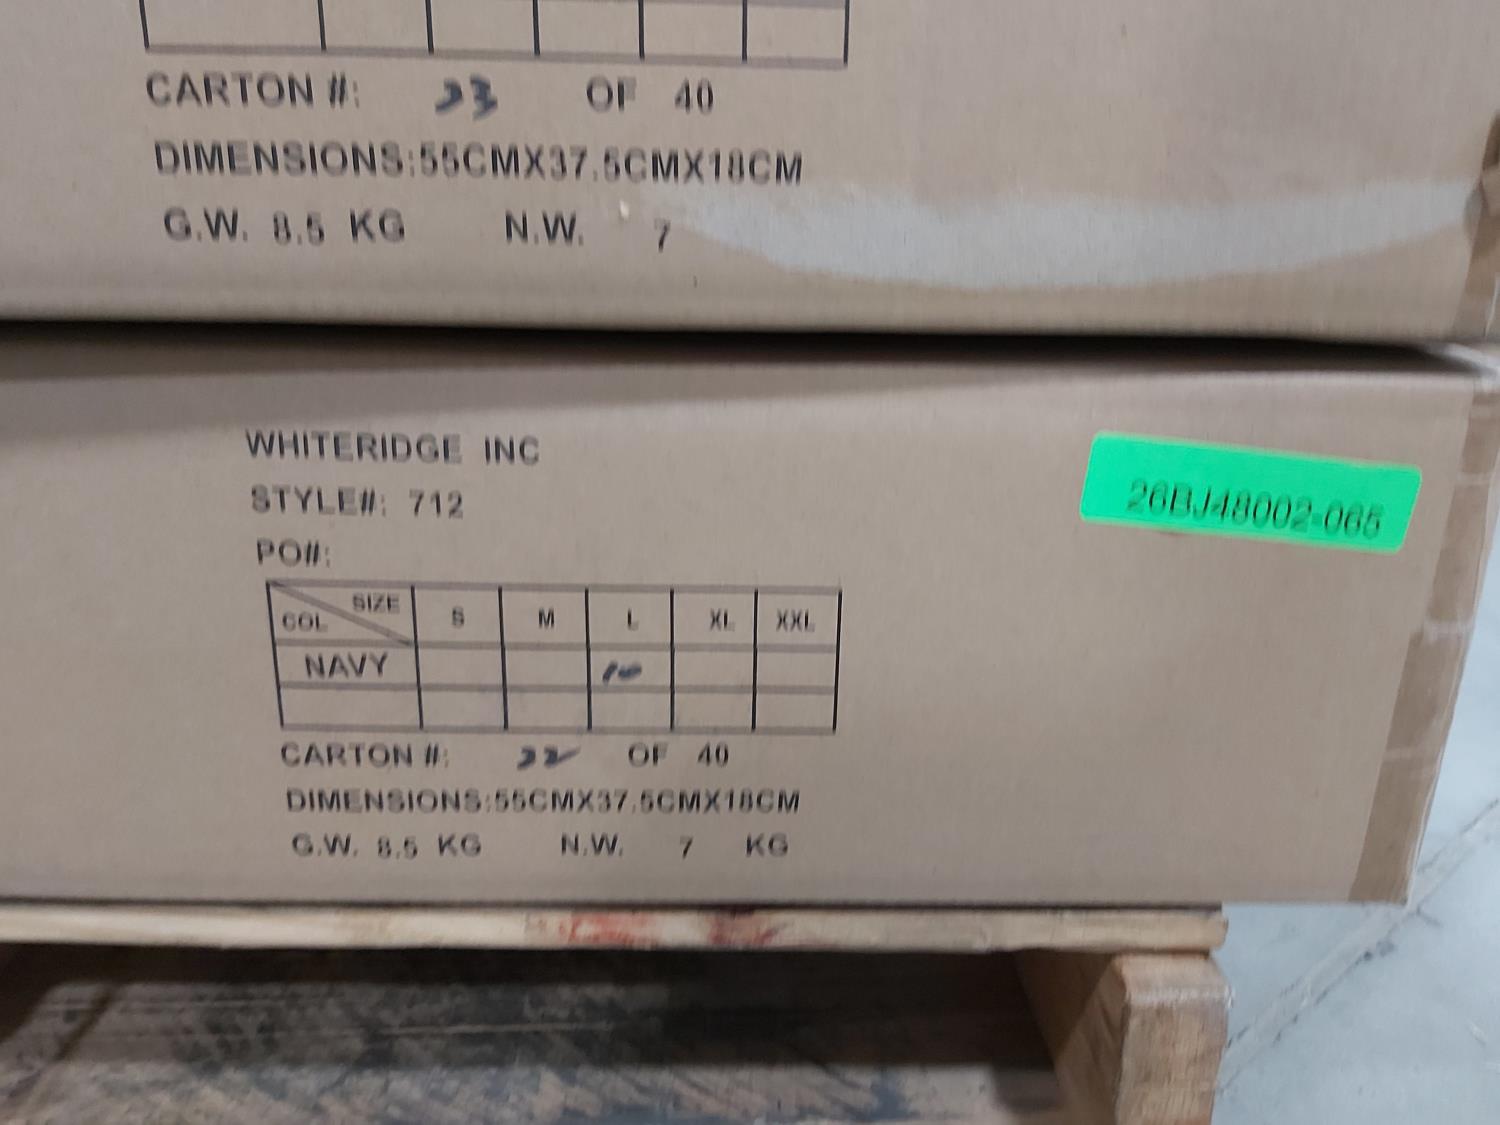 CARTON #: 23 OF 40
DIMENSIONS:55CMX37.5CMX18CM
G.W. 8.5 KG N.W. 7
WHITERIDGE INC
STYLE#: 712
PO#:
26BJ48002-065
SIZE
COL S M L XL XXL
NAVY 10
CARTON #: 22 OF 40
DIMENSIONS:55CMX37.5CMX18CM
G.W. 8.5 KG N.W. 7 KG